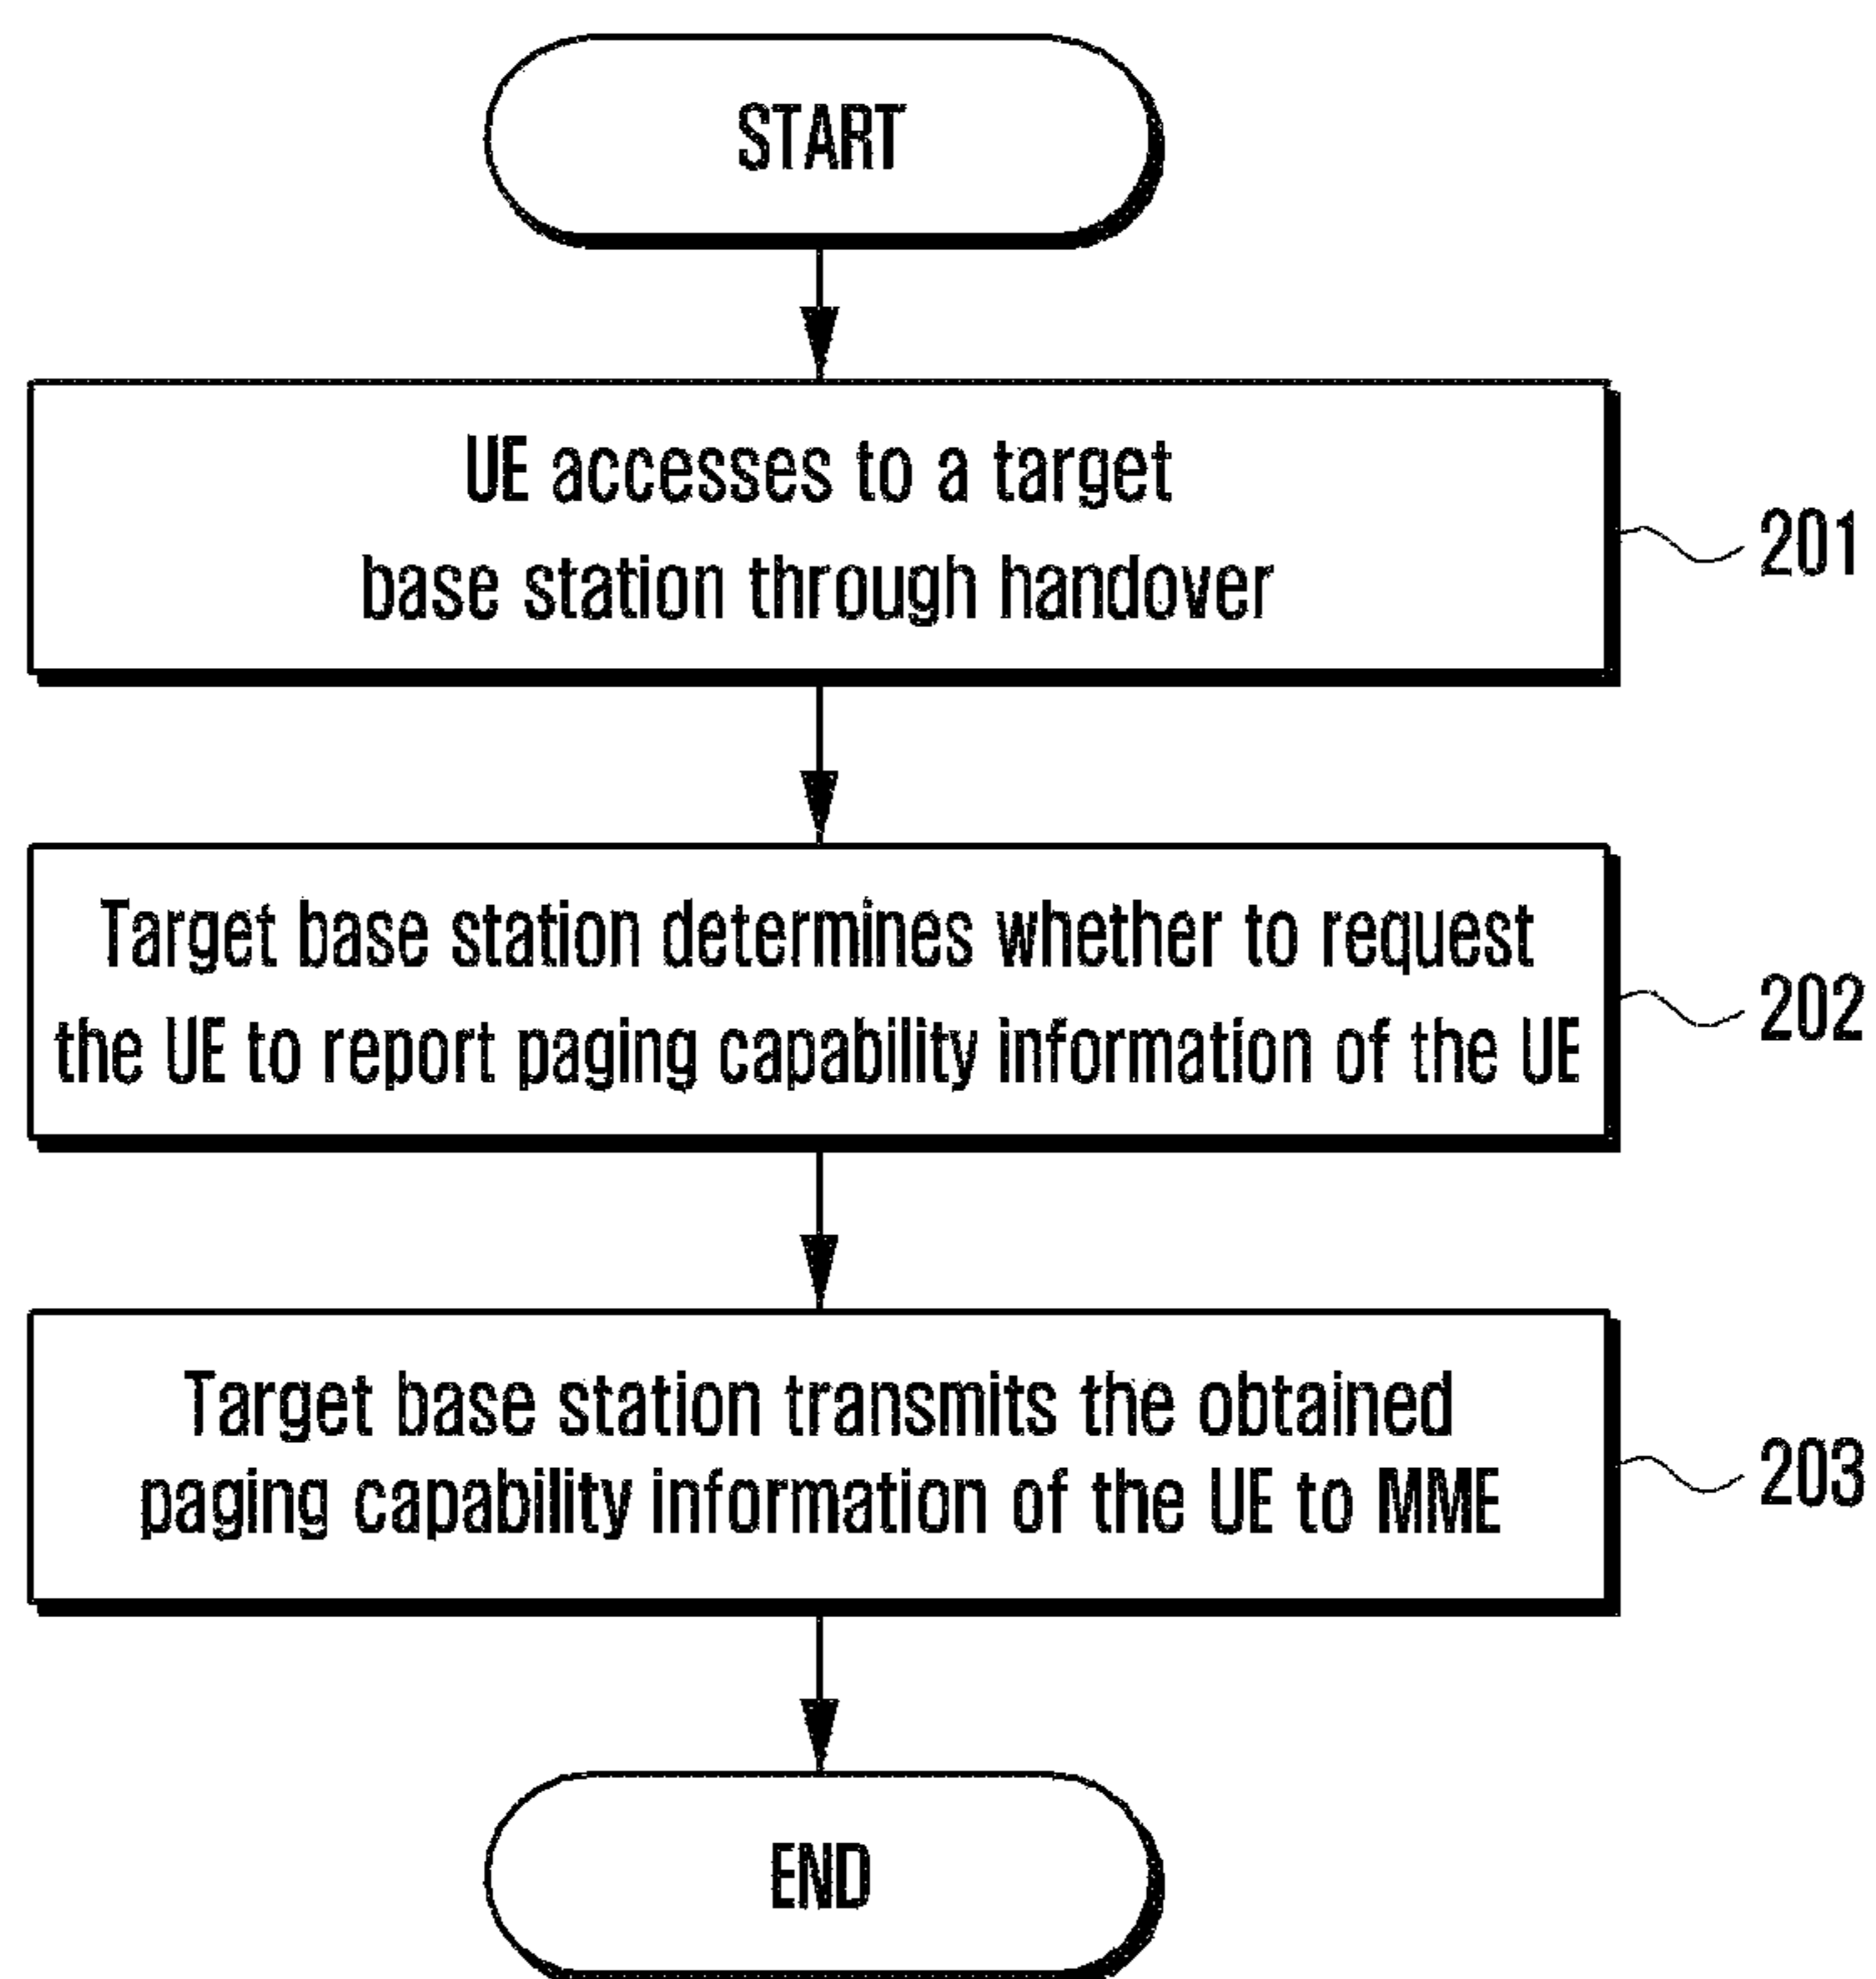 START
UE accesses to a target
base station through handover
201
Target base station determines whether to request
the UE to report paging capability information of the UE
202
Target base station transmits the obtained
paging capability information of the UE to MME
203
END